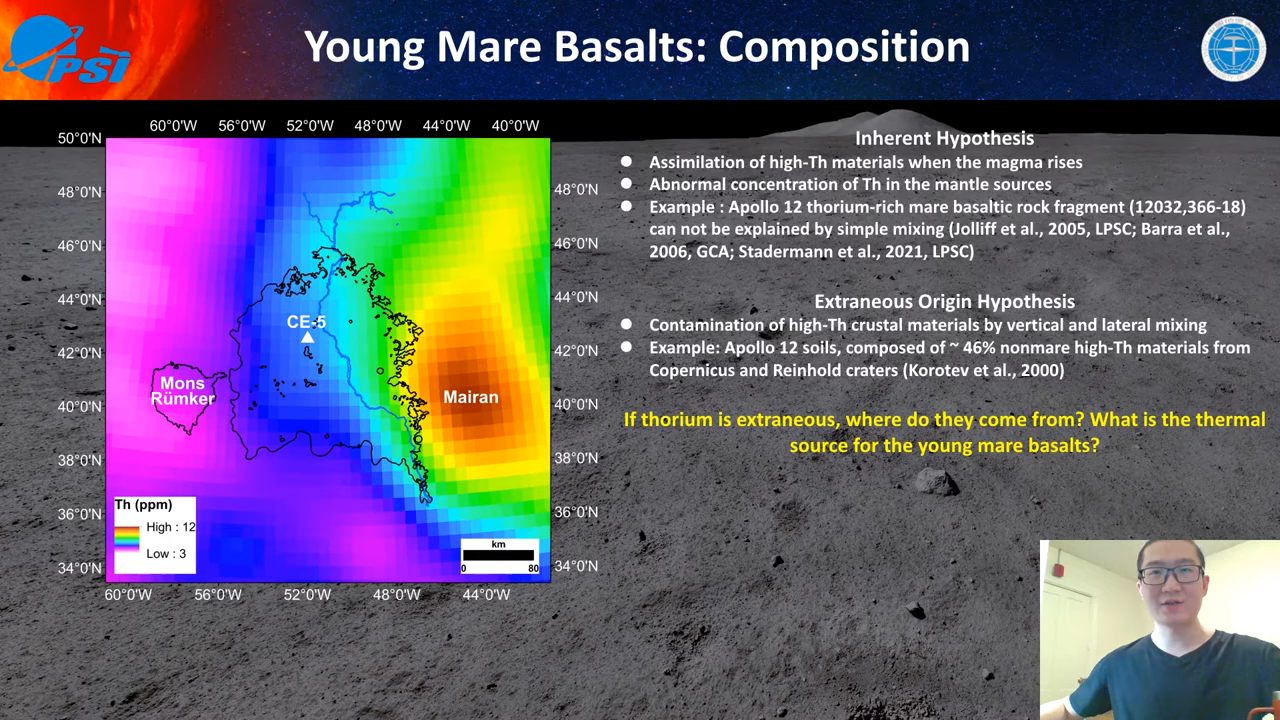 PSI
Young Mare Basalts: Composition
60°0'W 56°0'W 52°0'W 48°0'W 44°0'W 40°0'W
50°0'N
48°0'N
46°0'N
44°0'N
42°0'N
40°0'N
38°0'N
36°0'N
34°0'N
CE-5
Mons
Rümker
Mairan
Th (ppm)
High : 12
Low : 3
km
0 80
48°0'N
46°0'N
44°0'N
42°0'N
40°0'N
38°0'N
36°0'N
34°0'N
60°0'W 56°0'W 52°0'W 48°0'W 44°0'W
Inherent Hypothesis
● Assimilation of high-Th materials when the magma rises
● Abnormal concentration of Th in the mantle sources
● Example : Apollo 12 thorium-rich mare basaltic rock fragment (12032,366-18)
can not be explained by simple mixing (Jolliff et al., 2005, LPSC; Barra et al.,
2006, GCA; Stadermann et al., 2021, LPSC)
Extraneous Origin Hypothesis
● Contamination of high-Th crustal materials by vertical and lateral mixing
● Example: Apollo 12 soils, composed of ~ 46% nonmare high-Th materials from
Copernicus and Reinhold craters (Korotev et al., 2000)
If thorium is extraneous, where do they come from? What is the thermal
source for the young mare basalts?